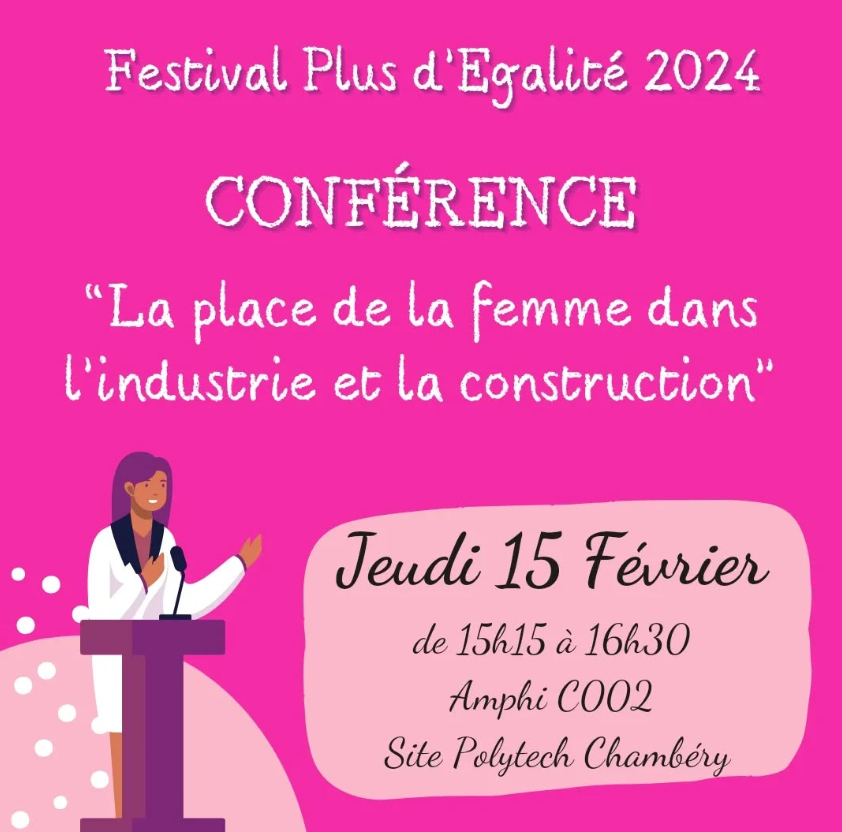 Festival Plus d'Egalité 2024
CONFÉRENCE
“La place de la femme dans
l'industrie et la construction”
Jeudi 15 Février
de 15h15 à 16h30
Amphi C002
Site Polytech Chambéry